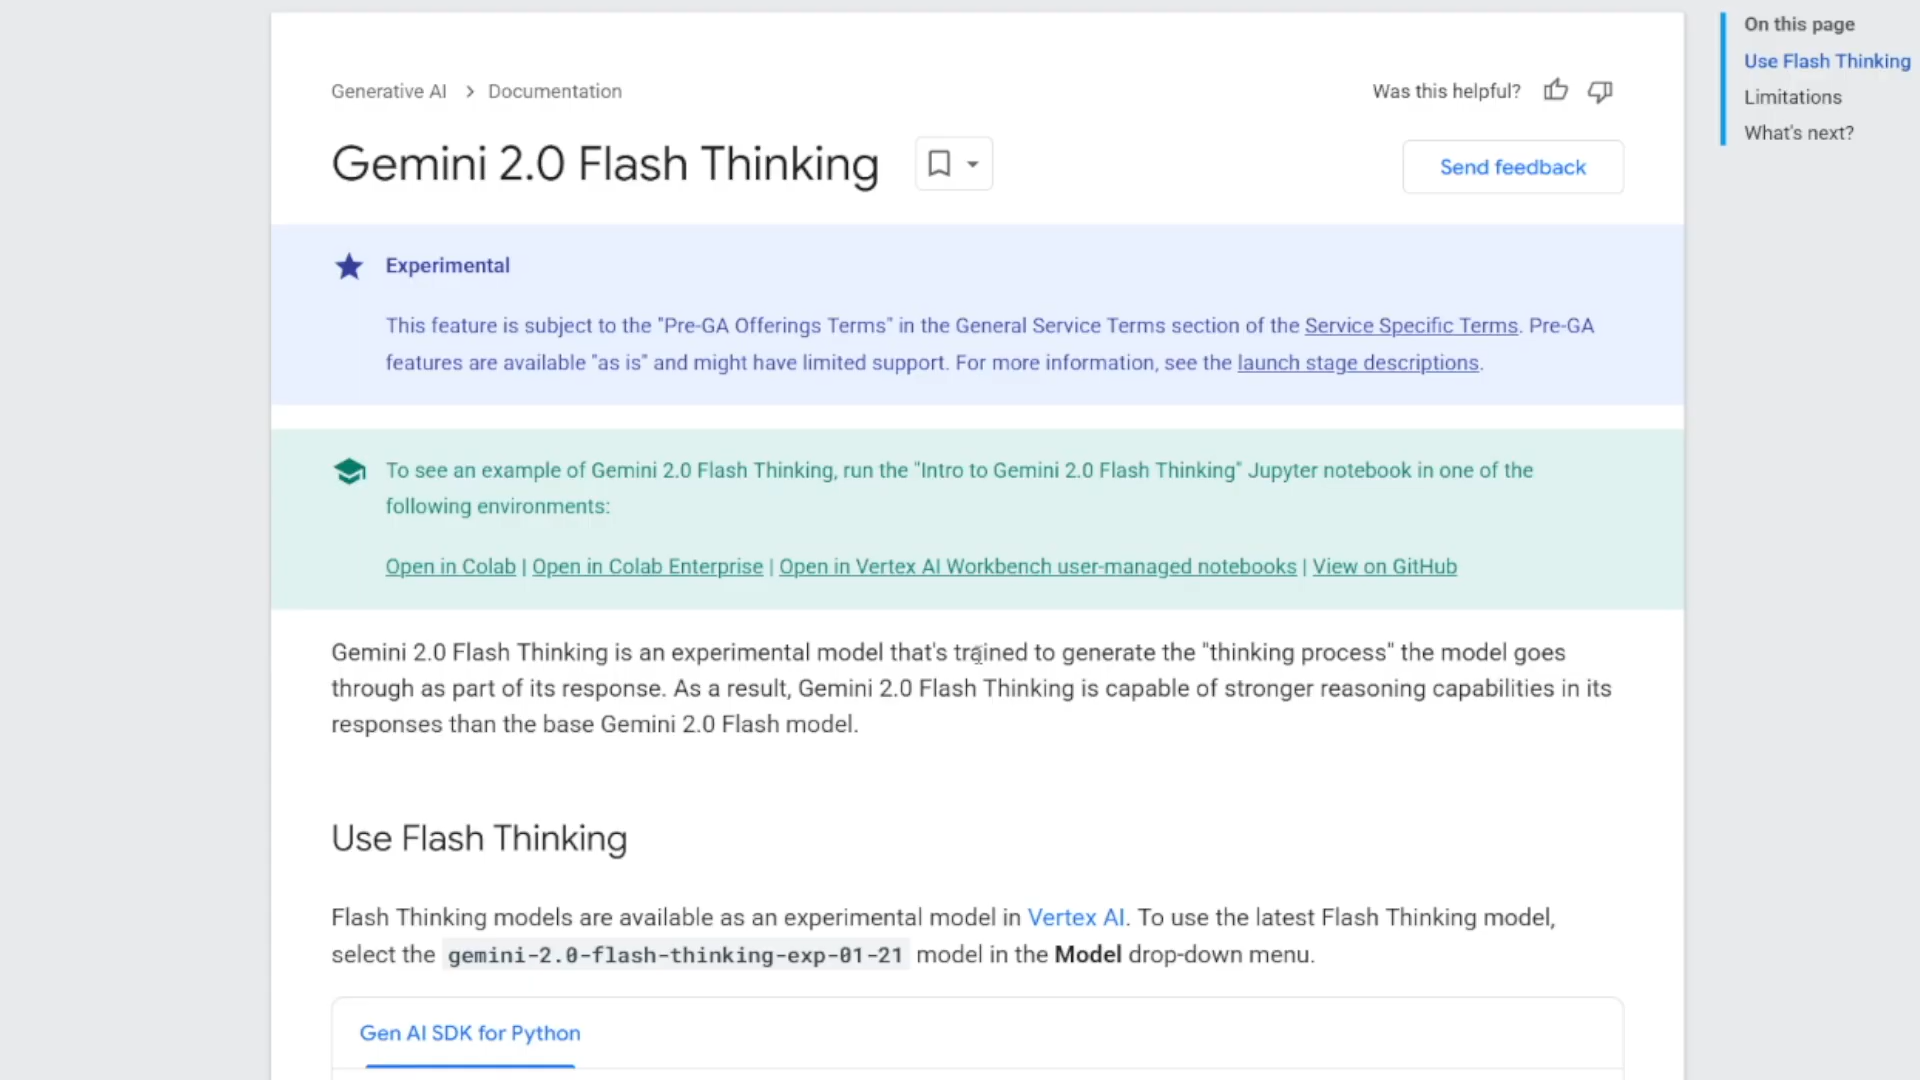 Generative AI > Documentation
Was this helpful?
Gemini 2.0 Flash Thinking
Send feedback
Experimental
This feature is subject to the "Pre-GA Offerings Terms" in the General Service Terms section of the Service Specific Terms. Pre-GA
features are available "as is" and might have limited support. For more information, see the launch stage descriptions.
To see an example of Gemini 2.0 Flash Thinking, run the "Intro to Gemini 2.0 Flash Thinking" Jupyter notebook in one of the
following environments:
Open in Colab | Open in Colab Enterprise | Open in Vertex AI Workbench user-managed notebooks | View on GitHub
Gemini 2.0 Flash Thinking is an experimental model that's trained to generate the "thinking process" the model goes
through as part of its response. As a result, Gemini 2.0 Flash Thinking is capable of stronger reasoning capabilities in its
responses than the base Gemini 2.0 Flash model.
Use Flash Thinking
Flash Thinking models are available as an experimental model in Vertex AI. To use the latest Flash Thinking model,
select the gemini-2.0-flash-thinking-exp-01-21 model in the Model drop-down menu.
Gen AI SDK for Python
On this page
Use Flash Thinking
Limitations
What's next?